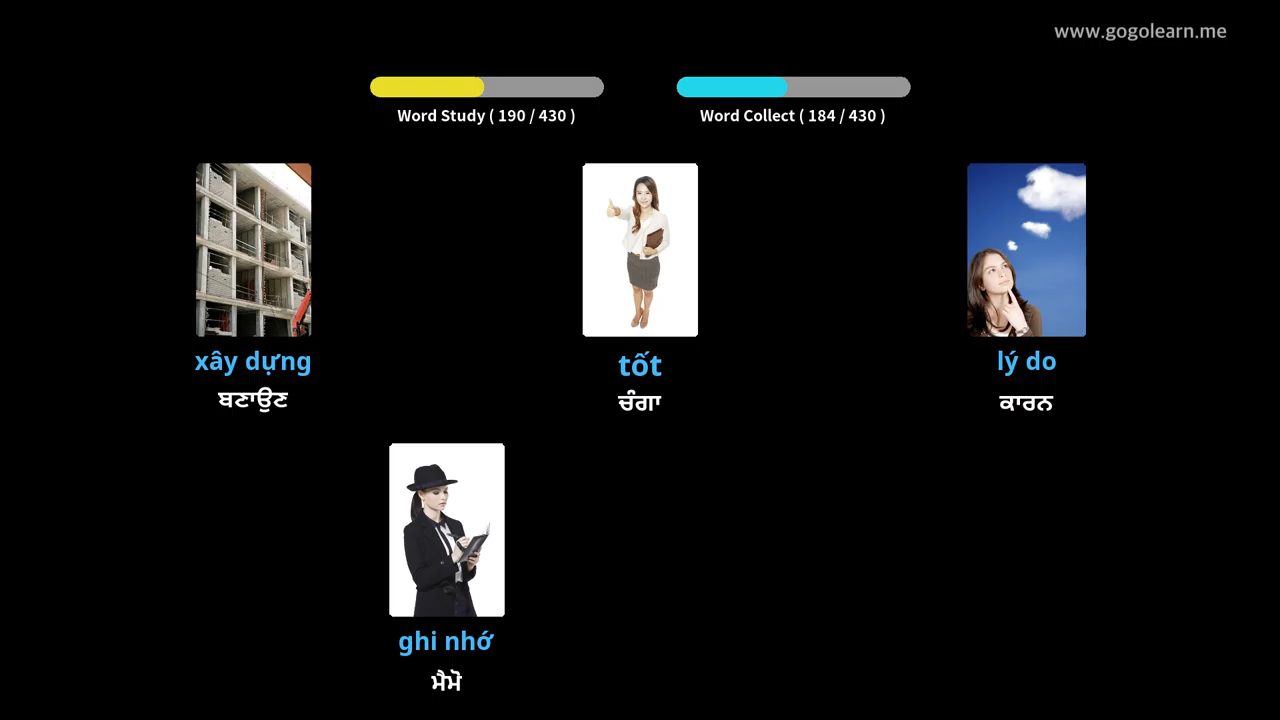 www.gogolearn.me
Word Study ( 190 / 430 )
Word Collect ( 184 / 430 )
xây dựng
ਬਣਾਉਣ
tốt
ਚੰਗਾ
lý do
ਕਾਰਨ
ghi nhớ
ਮੈਮੋ